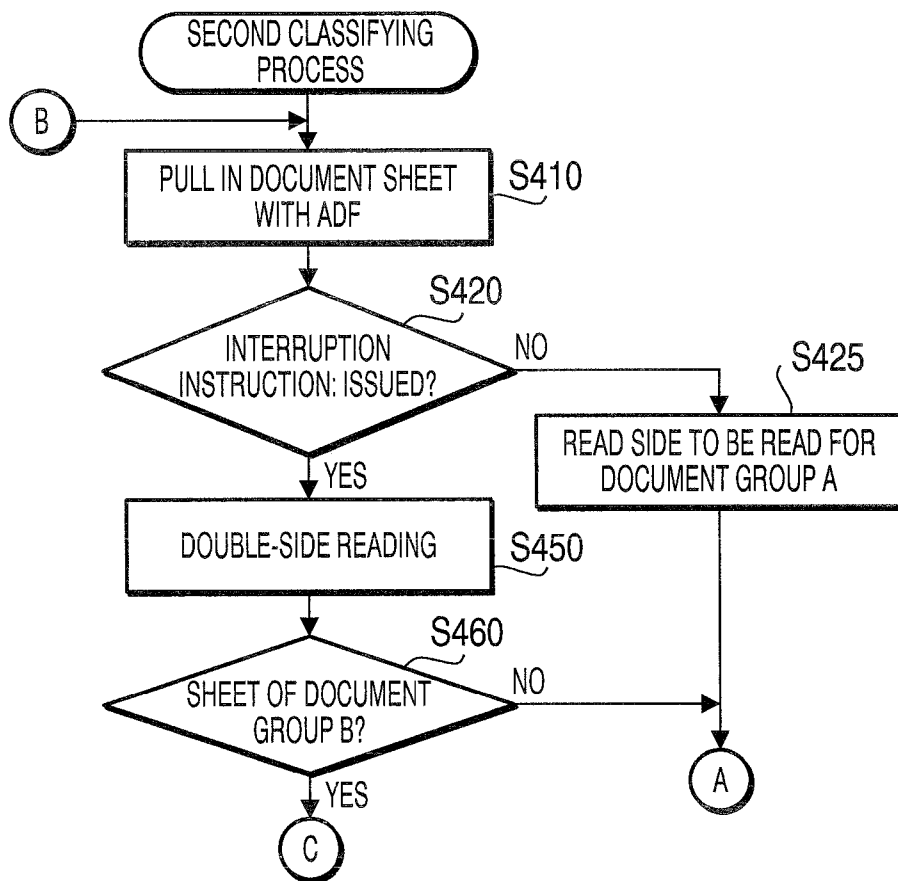 SECOND CLASSIFYING
PROCESS
B
PULL IN DOCUMENT SHEET
WITH ADF
S410
S420
INTERRUPTION
INSTRUCTION: ISSUED?
NO
S425
READ SIDE TO BE READ FOR
DOCUMENT GROUP A
YES
DOUBLE-SIDE READING
S450
S460
SHEET OF DOCUMENT
GROUP B?
NO
A
YES
C